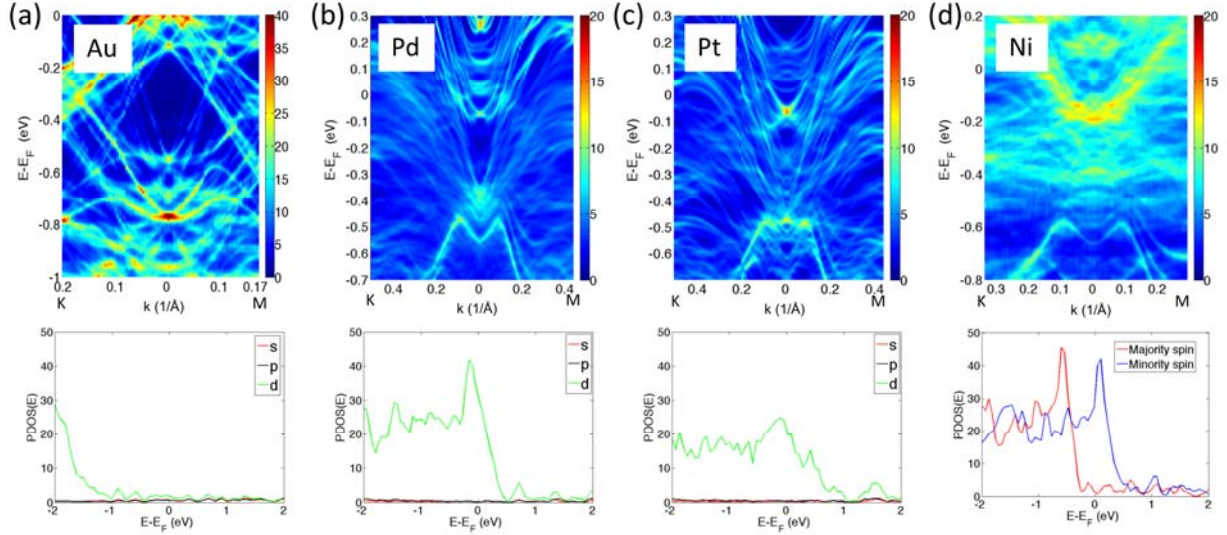 (a) Au
E-E_F (eV)
0
-0.2
-0.4
-0.6
-0.8
-1
0.2 0.1 0 0.1 0.17
K k (1/Å) M
40
35
30
25
20
15
10
5
0
(b) Pd
E-E_F (eV)
0.3
0.2
0.1
0
-0.1
-0.2
-0.3
-0.4
-0.5
-0.6
-0.7
0.4 0.2 0 0.2 0.4
K k (1/Å) M
20
15
10
5
0
(c) Pt
E-E_F (eV)
0.3
0.2
0.1
0
-0.1
-0.2
-0.3
-0.4
-0.5
-0.6
0.4 0.2 0 0.2 0.4
K k (1/Å) M
20
15
10
5
0
(d) Ni
E-E_F (eV)
0.2
0
-0.2
-0.4
-0.6
-0.8
0.3 0.2 0.1 0 0.1 0.2
K k (1/Å) M
20
15
10
5
0
PDOS(E)
50
40
30
20
10
0
-2 -1 0 1 2
E-E_F (eV)
s
p
d
PDOS(E)
50
40
30
20
10
0
-2 -1 0 1 2
E-E_F (eV)
s
p
d
PDOS(E)
50
40
30
20
10
0
-2 -1 0 1 2
E-E_F (eV)
s
p
d
PDOS(E)
50
40
30
20
10
0
-2 -1 0 1 2
E-E_F (eV)
Majority spin
Minority spin